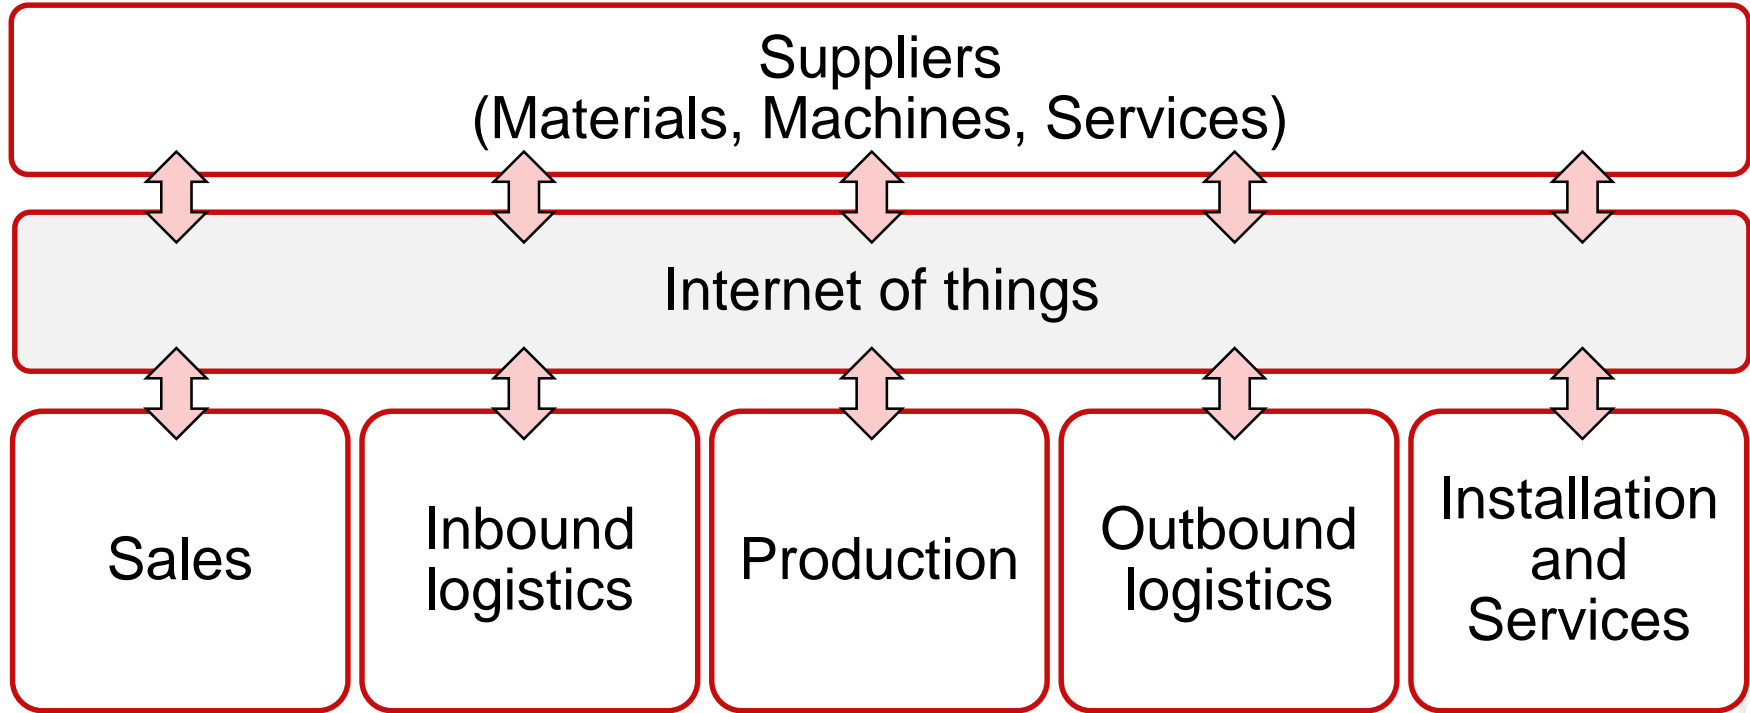 Suppliers
(Materials, Machines, Services)
Internet of things
Sales
Inbound
logistics
Production
Outbound
logistics
Installation
and
Services